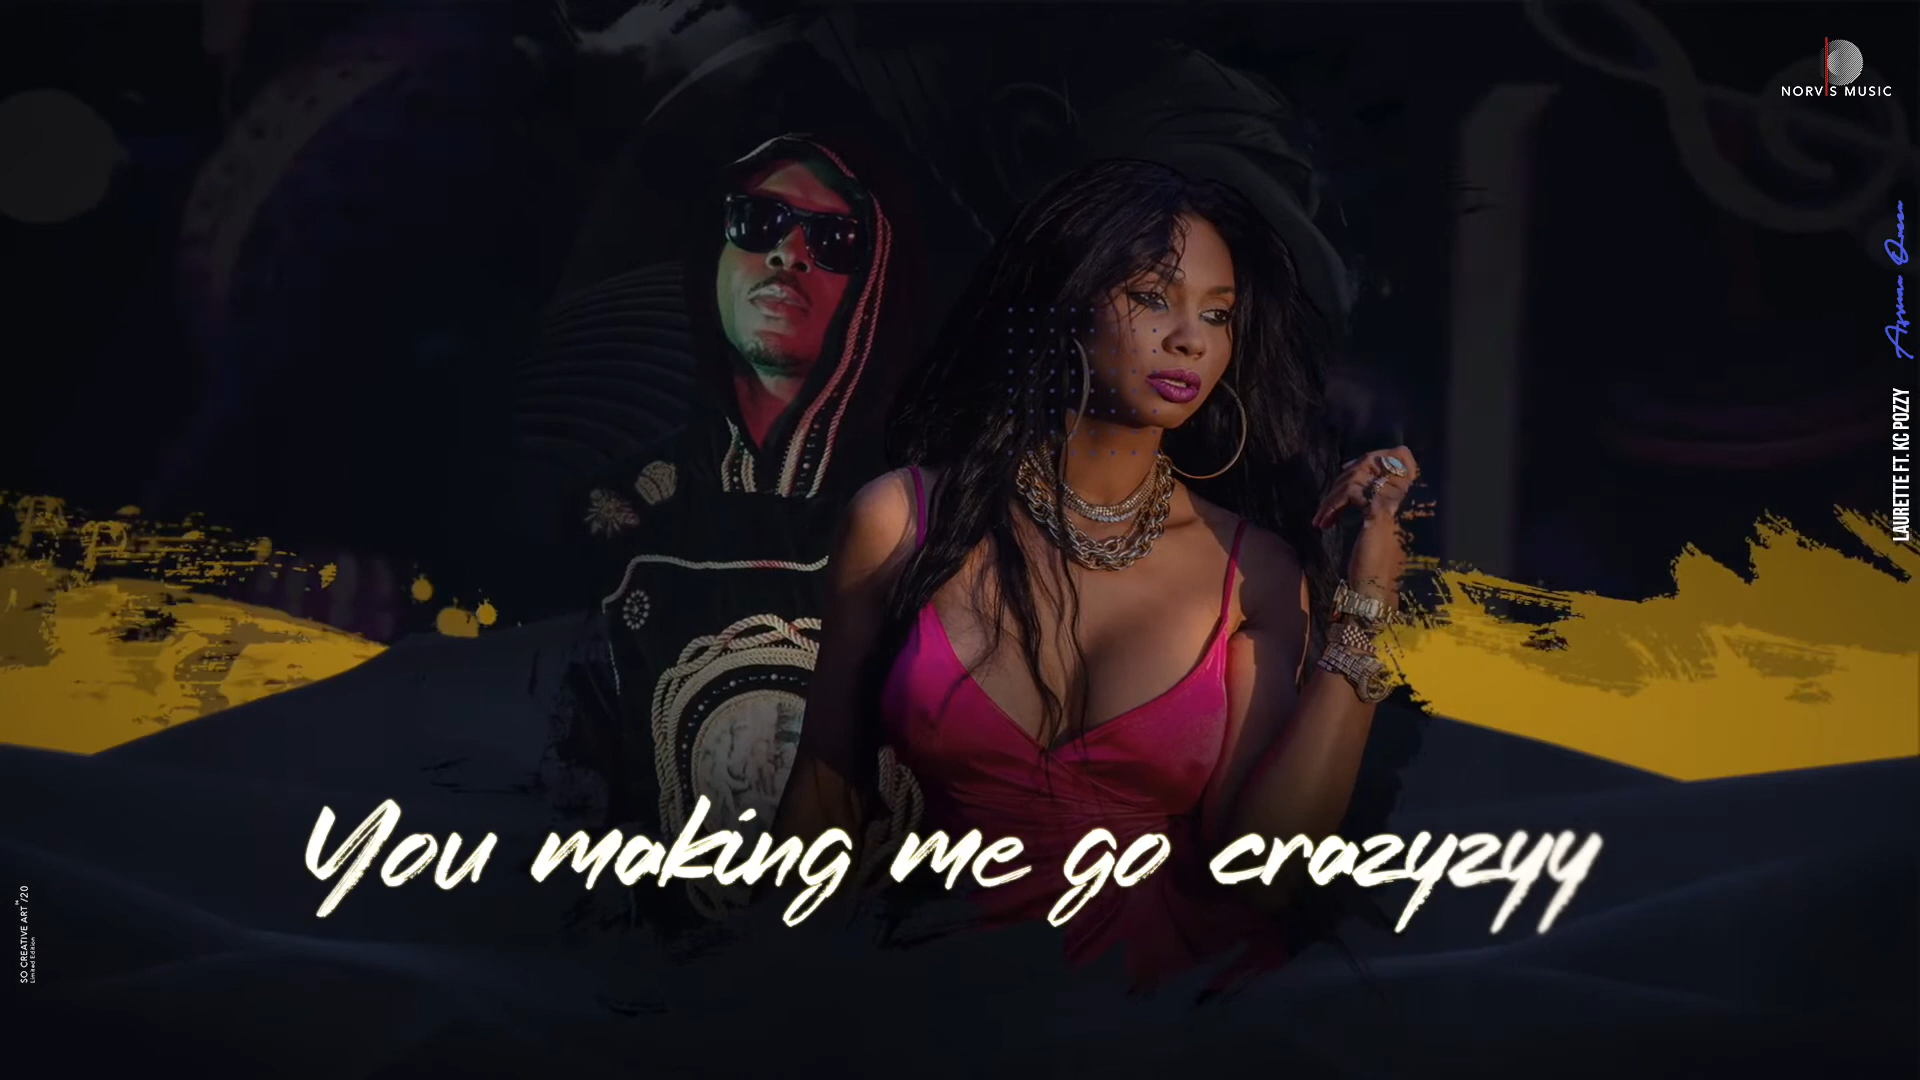 NORVIS MUSIC
LAURETTE FT. KC POZZY
You making me go crazyzyy
SO CREATIVE ART /20
Limited Edition